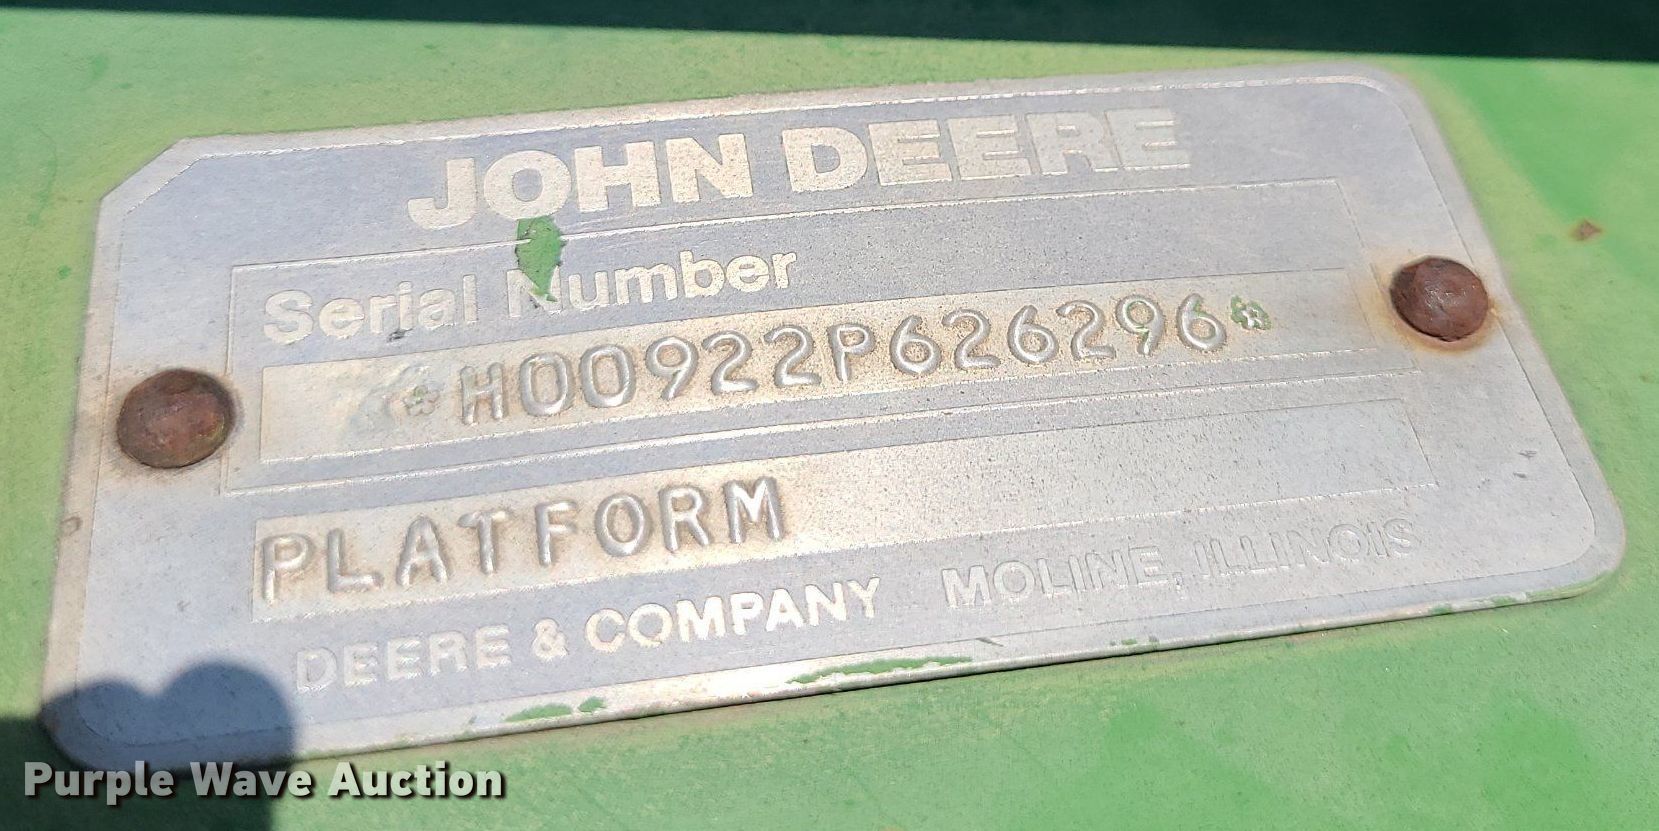 JOHN DEERE
Serial Number
*H00922P626296*
PLATFORM
DEERE & COMPANY MOLINE, ILLINOIS
Purple Wave Auction